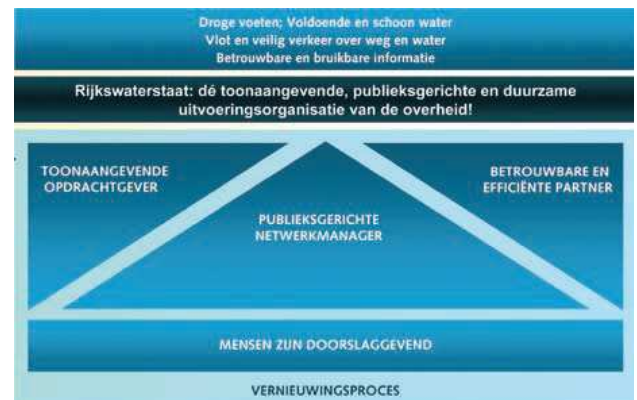 Droge voeten; Voldoende en schoon water
Vlot en veilig verkeer over weg en water
Betrouwbare en bruikbare informatie
Rijkswaterstaat: dé toonaangevende, publieksgerichte en duurzame
uitvoeringsorganisatie van de overheid!
TOONAANGEVENDE
OPDRACHTGEVER
BETROUWBARE EN
EFFICIËNTE PARTNER
PUBLIEKSGERICHTE
NETWERKMANAGER
MENSEN ZIJN DOORSLAGGEVEND
VERNIEUWINGSPROCES